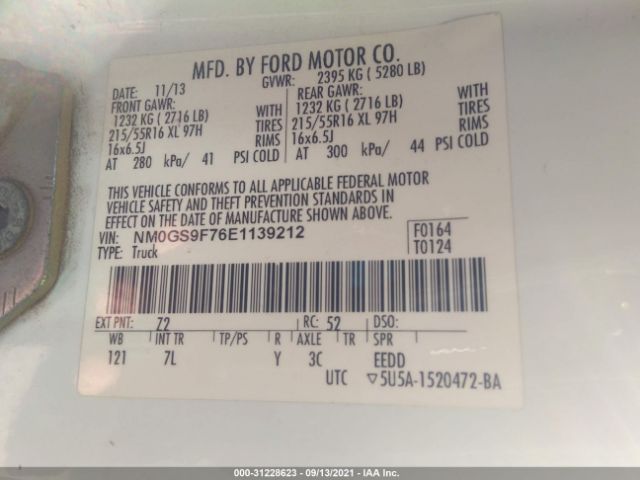 MFD. BY FORD MOTOR CO.
DATE: 11/13 GVWR: 2395 KG ( 5280 LB)
FRONT GAWR: REAR GAWR:
1232 KG ( 2716 LB) WITH 1232 KG ( 2716 LB) WITH
215/55R16 XL 97H TIRES 215/55R16 XL 97H TIRES
16x6.5J RIMS 16x6.5J RIMS
AT 280 kPa/ 41 PSI COLD AT 300 kPa/ 44 PSI COLD
THIS VEHICLE CONFORMS TO ALL APPLICABLE FEDERAL MOTOR
VEHICLE SAFETY AND THEFT PREVENTION STANDARDS IN
EFFECT ON THE DATE OF MANUFACTURE SHOWN ABOVE.
VIN: NM0GS9F76E1139212 F0164
TYPE: Truck T0124
EXT PNT: Z2 RC: 52 DSO:
WB INT TR TP/PS R AXLE TR SPR
121 7L Y 3C EEDD
UTC ▽5U5A-1520472-BA
000-31228623 - 09/13/2021 - IAA Inc.